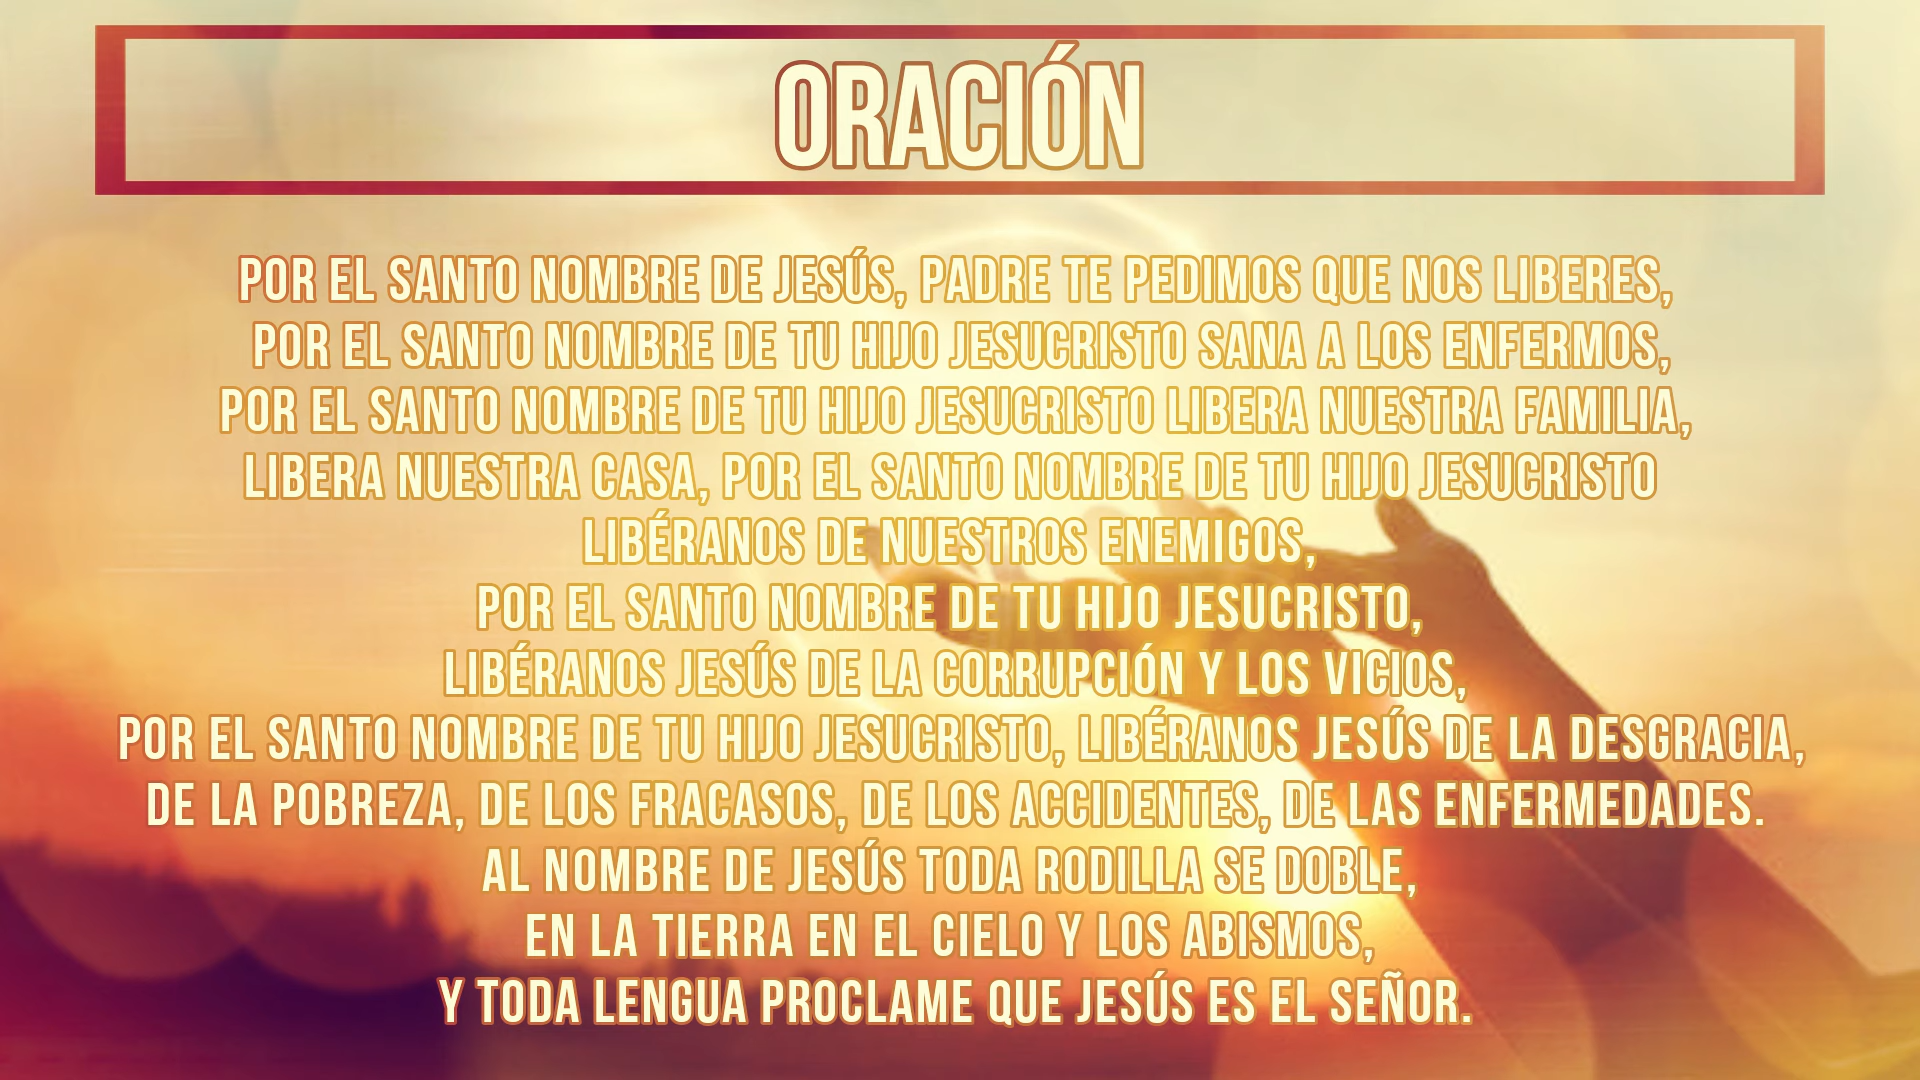 ORACIÓN
POR EL SANTO NOMBRE DE JESÚS, PADRE TE PEDIMOS QUE NOS LIBERES,
POR EL SANTO NOMBRE DE TU HIJO JESUCRISTO SANA A LOS ENFERMOS,
POR EL SANTO NOMBRE DE TU HIJO JESUCRISTO LIBERA NUESTRA FAMILIA,
LIBERA NUESTRA CASA, POR EL SANTO NOMBRE DE TU HIJO JESUCRISTO
LIBÉRANOS DE NUESTROS ENEMIGOS,
POR EL SANTO NOMBRE DE TU HIJO JESUCRISTO,
LIBÉRANOS JESÚS DE LA CORRUPCIÓN Y LOS VICIOS,
POR EL SANTO NOMBRE DE TU HIJO JESUCRISTO, LIBÉRANOS JESÚS DE LA DESGRACIA,
DE LA POBREZA, DE LOS FRACASOS, DE LOS ACCIDENTES, DE LAS ENFERMEDADES.
AL NOMBRE DE JESÚS TODA RODILLA SE DOBLE,
EN LA TIERRA EN EL CIELO Y LOS ABISMOS,
Y TODA LENGUA PROCLAME QUE JESÚS ES EL SEÑOR.